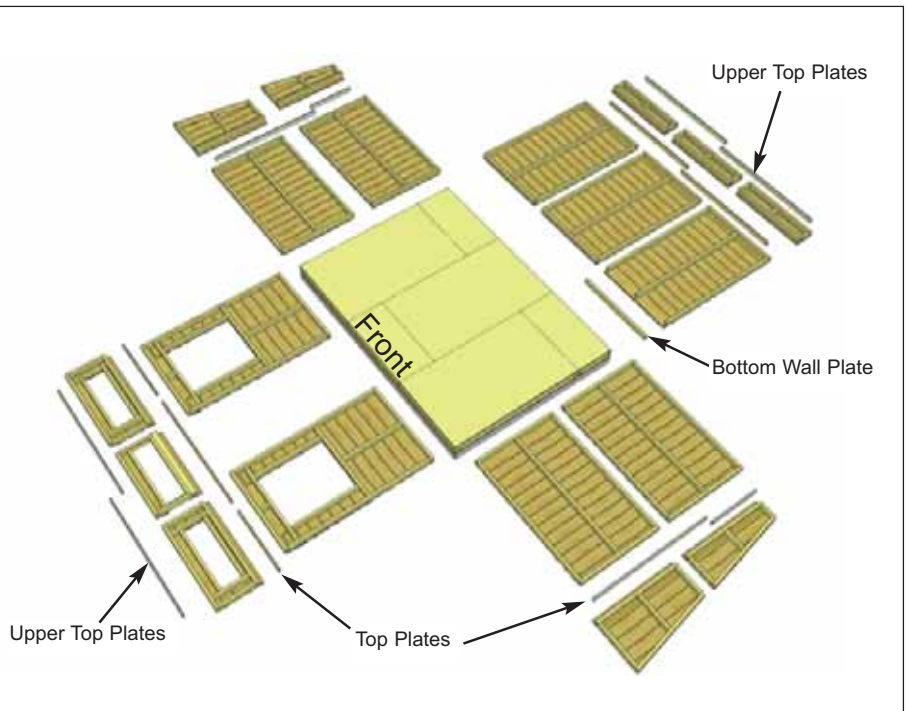 Upper Top Plates
Front
Bottom Wall Plate
Upper Top Plates
Top Plates